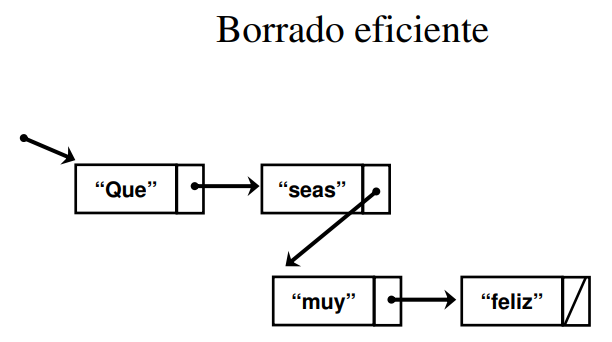 Borrado eficiente
“Que”
“seas”
“muy”
“feliz”